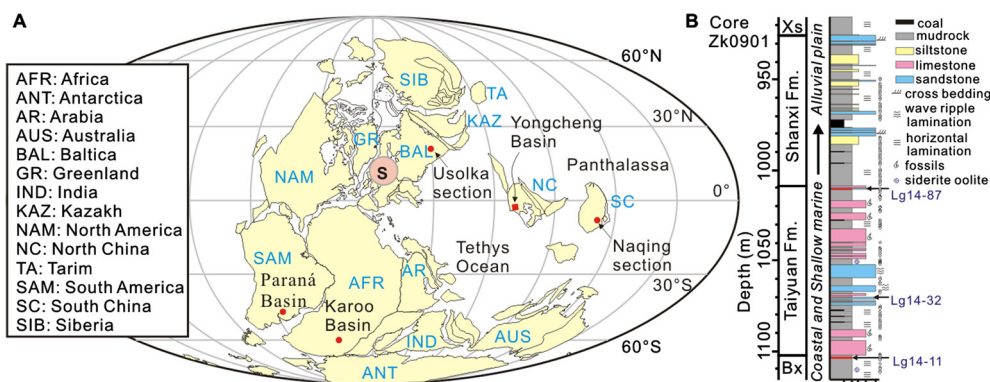 A
AFR: Africa
ANT: Antarctica
AR: Arabia
AUS: Australia
BAL: Baltica
GR: Greenland
IND: India
KAZ: Kazakh
NAM: North America
NC: North China
TA: Tarim
SAM: South America
SC: South China
SIB: Siberia
60°N
30°N
0°
30°S
60°S
SIB
TA
KAZ
GR
BAL
S
NAM
Usolka
section
Yongcheng
Basin
Panthalassa
NC
SC
Naqing
section
Tethys
Ocean
SAM
Paraná
Basin
AFR
AR
Karoo
Basin
IND
AUS
ANT
B
Core
Zk0901
Depth (m)
950
1000
1050
1100
Xs
Shanxi Fm.
Taiyuan Fm.
Bx
Alluvial plain
Coastal and Shallow marine
coal
mudrock
siltstone
limestone
sandstone
cross bedding
wave ripple
lamination
horizontal
lamination
fossils
siderite oolite
Lg14-87
Lg14-32
Lg14-11